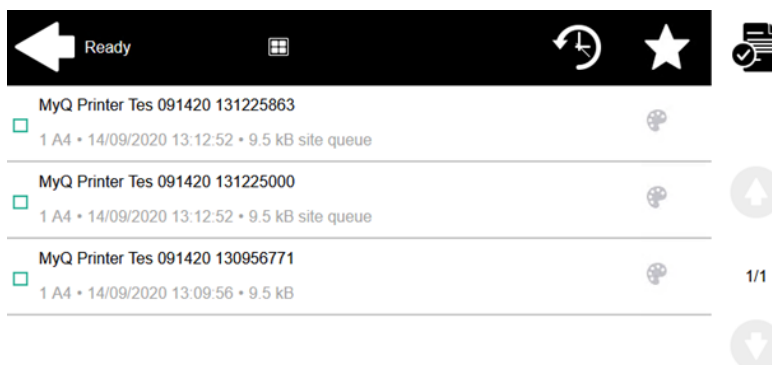 Ready
MyQ Printer Tes 091420 131225863
1 A4 • 14/09/2020 13:12:52 • 9.5 kB site queue
MyQ Printer Tes 091420 131225000
1 A4 • 14/09/2020 13:12:52 • 9.5 kB site queue
MyQ Printer Tes 091420 130956771
1 A4 • 14/09/2020 13:09:56 • 9.5 kB
1/1